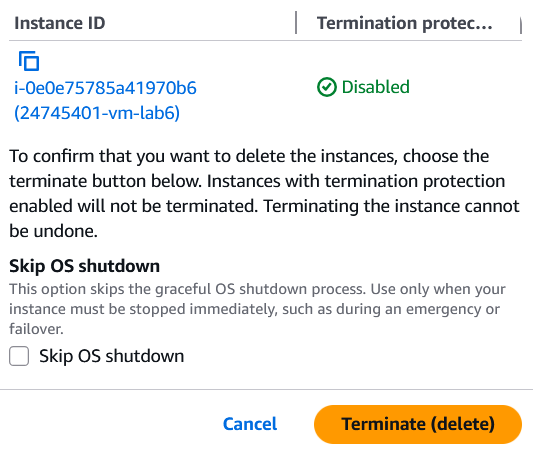 Instance ID
Termination protec...
i-0e0e75785a41970b6
(24745401-vm-lab6)
Disabled
To confirm that you want to delete the instances, choose the
terminate button below. Instances with termination protection
enabled will not be terminated. Terminating the instance cannot
be undone.
Skip OS shutdown
This option skips the graceful OS shutdown process. Use only when your
instance must be stopped immediately, such as during an emergency or
failover.
Skip OS shutdown
Cancel
Terminate (delete)